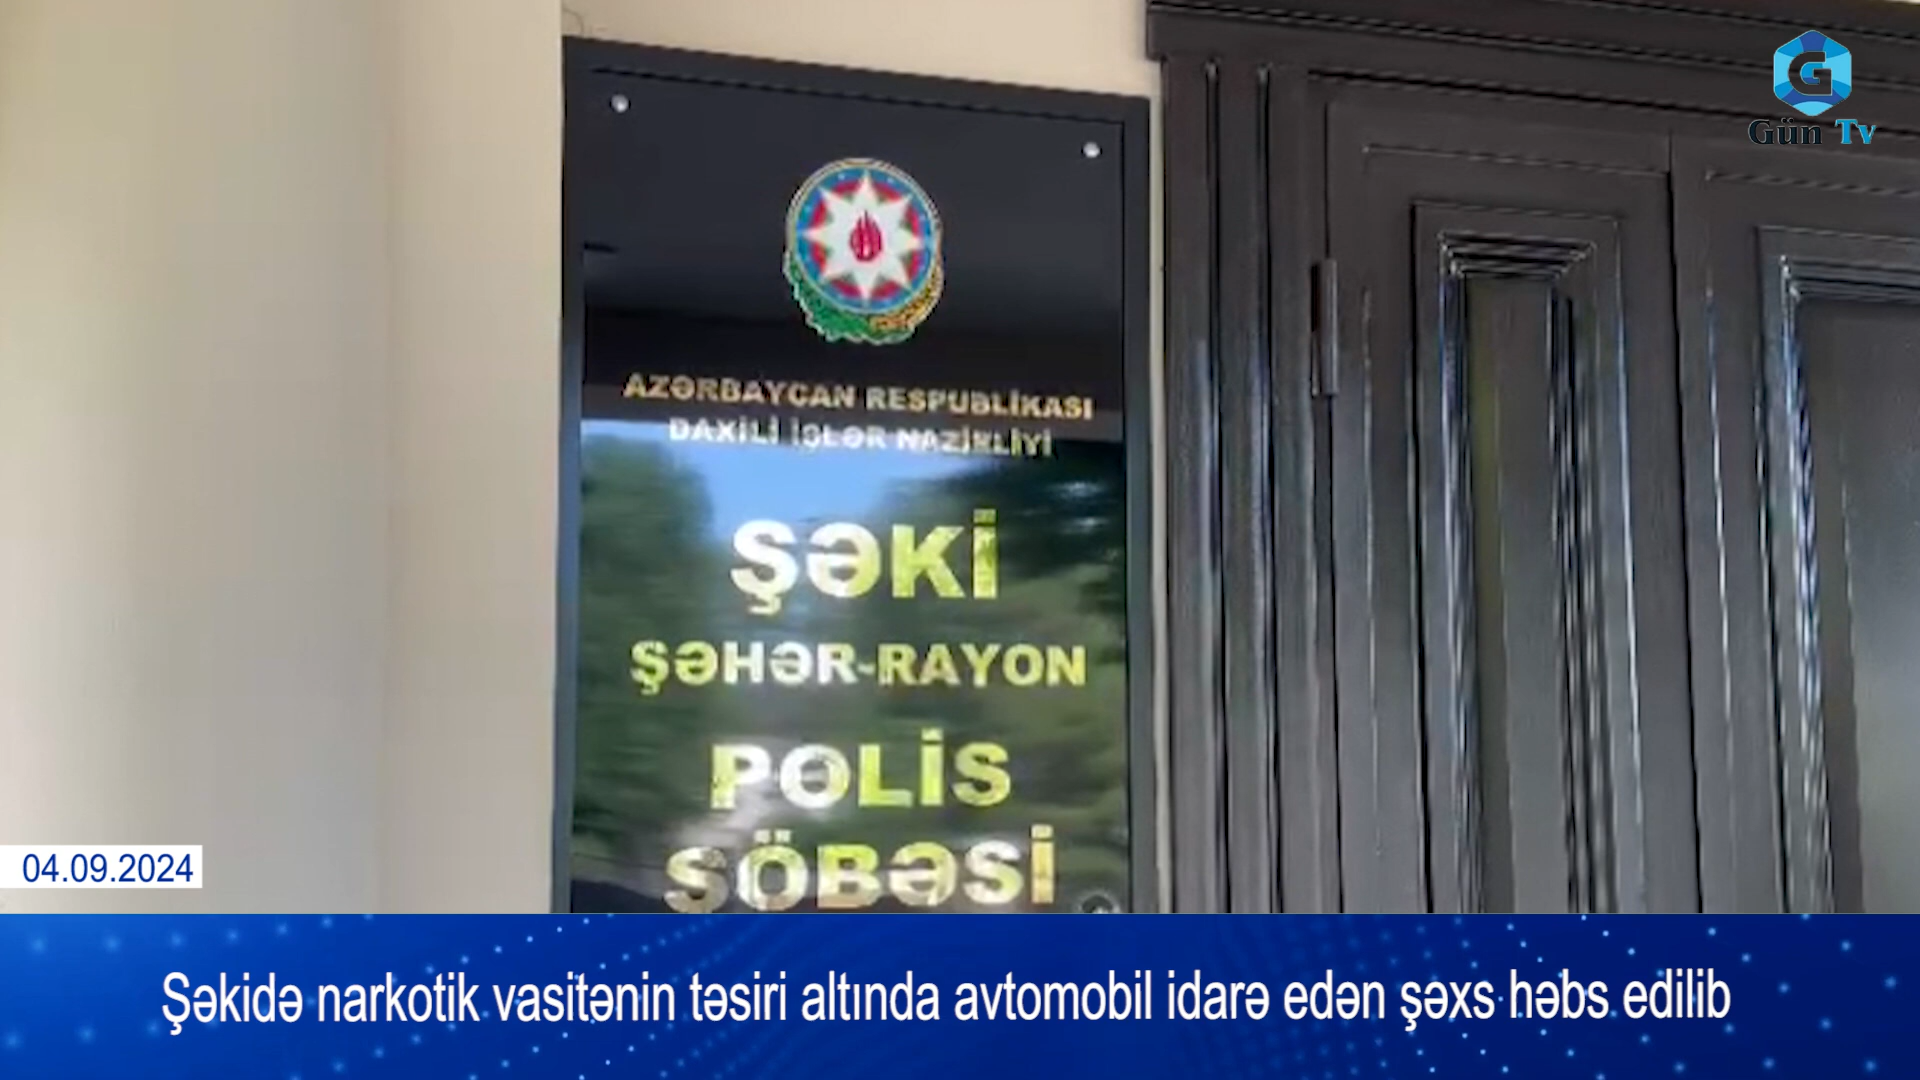 G
Gün Tv
AZƏRBAYCAN RESPUBLİKASI
DAXİLİ İŞLƏR NAZİRLİYİ
ŞƏKİ
ŞƏHƏR-RAYON
POLİS
ŞÖBƏSİ
04.09.2024
Şəkidə narkotik vasitənin təsiri altında avtomobil idarə edən şəxs həbs edilib